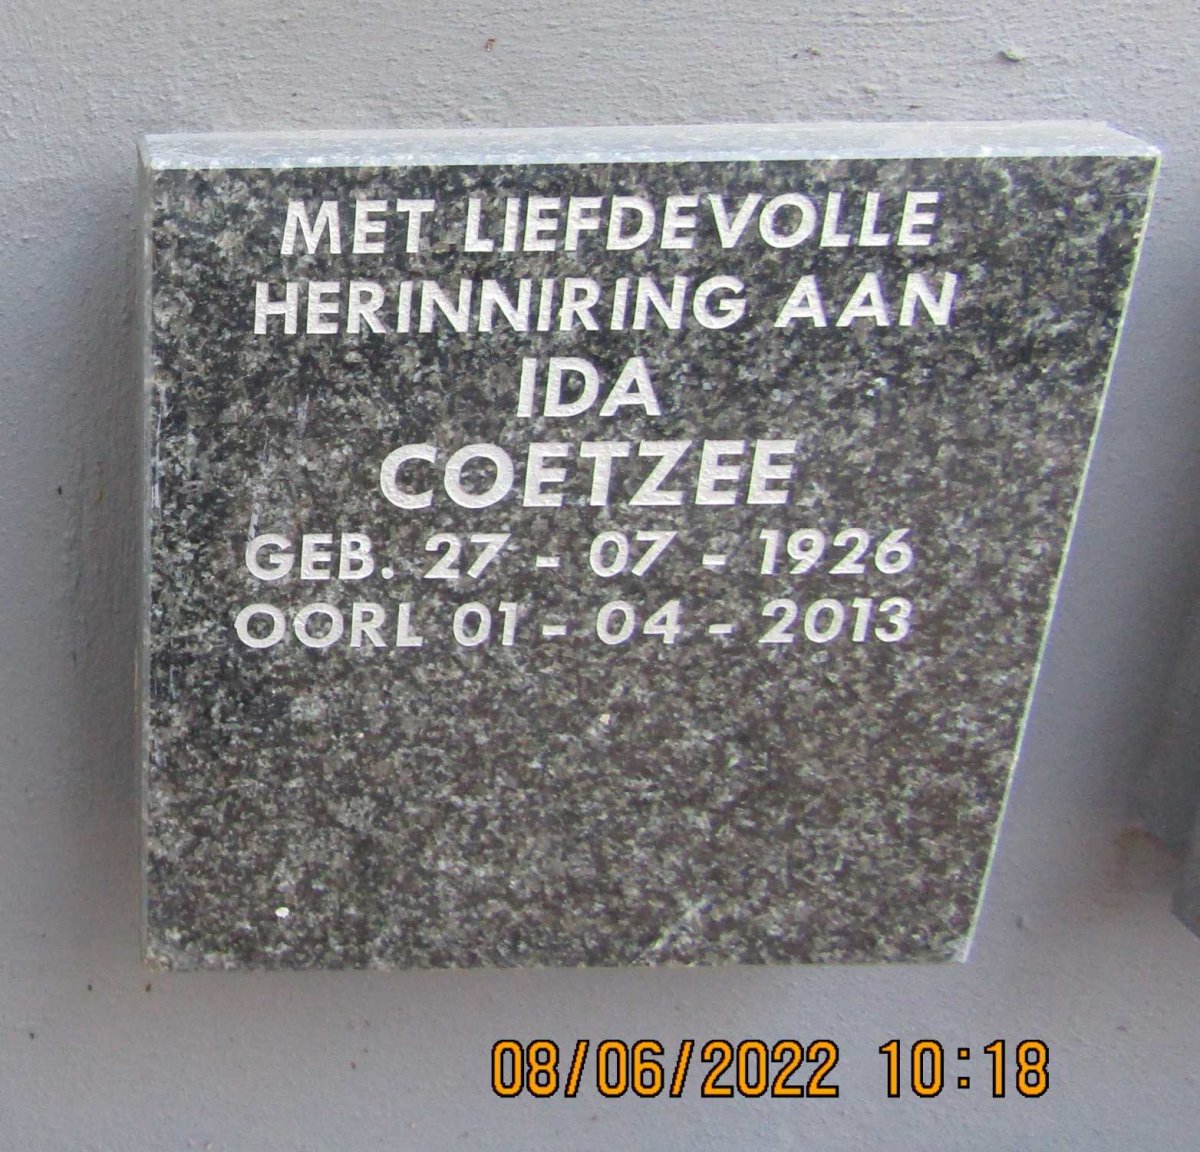 MET LIEFDEVOLLE
HERINNIRING AAN
IDA
COETZEE
GEB. 27 - 07 - 1926
OORL 01 - 04 - 2013
08/06/2022 10:18